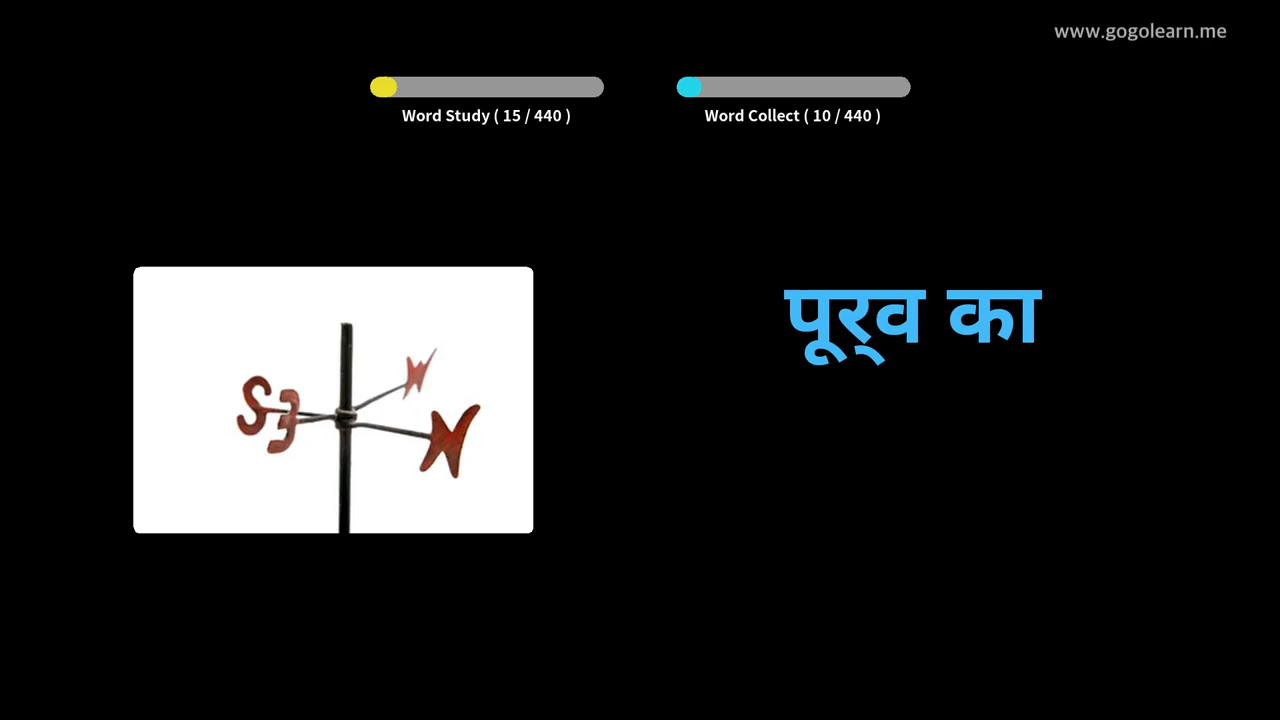 www.gogolearn.me
Word Study ( 15 / 440 )
Word Collect ( 10 / 440 )
S E N W
पूर्‌व का